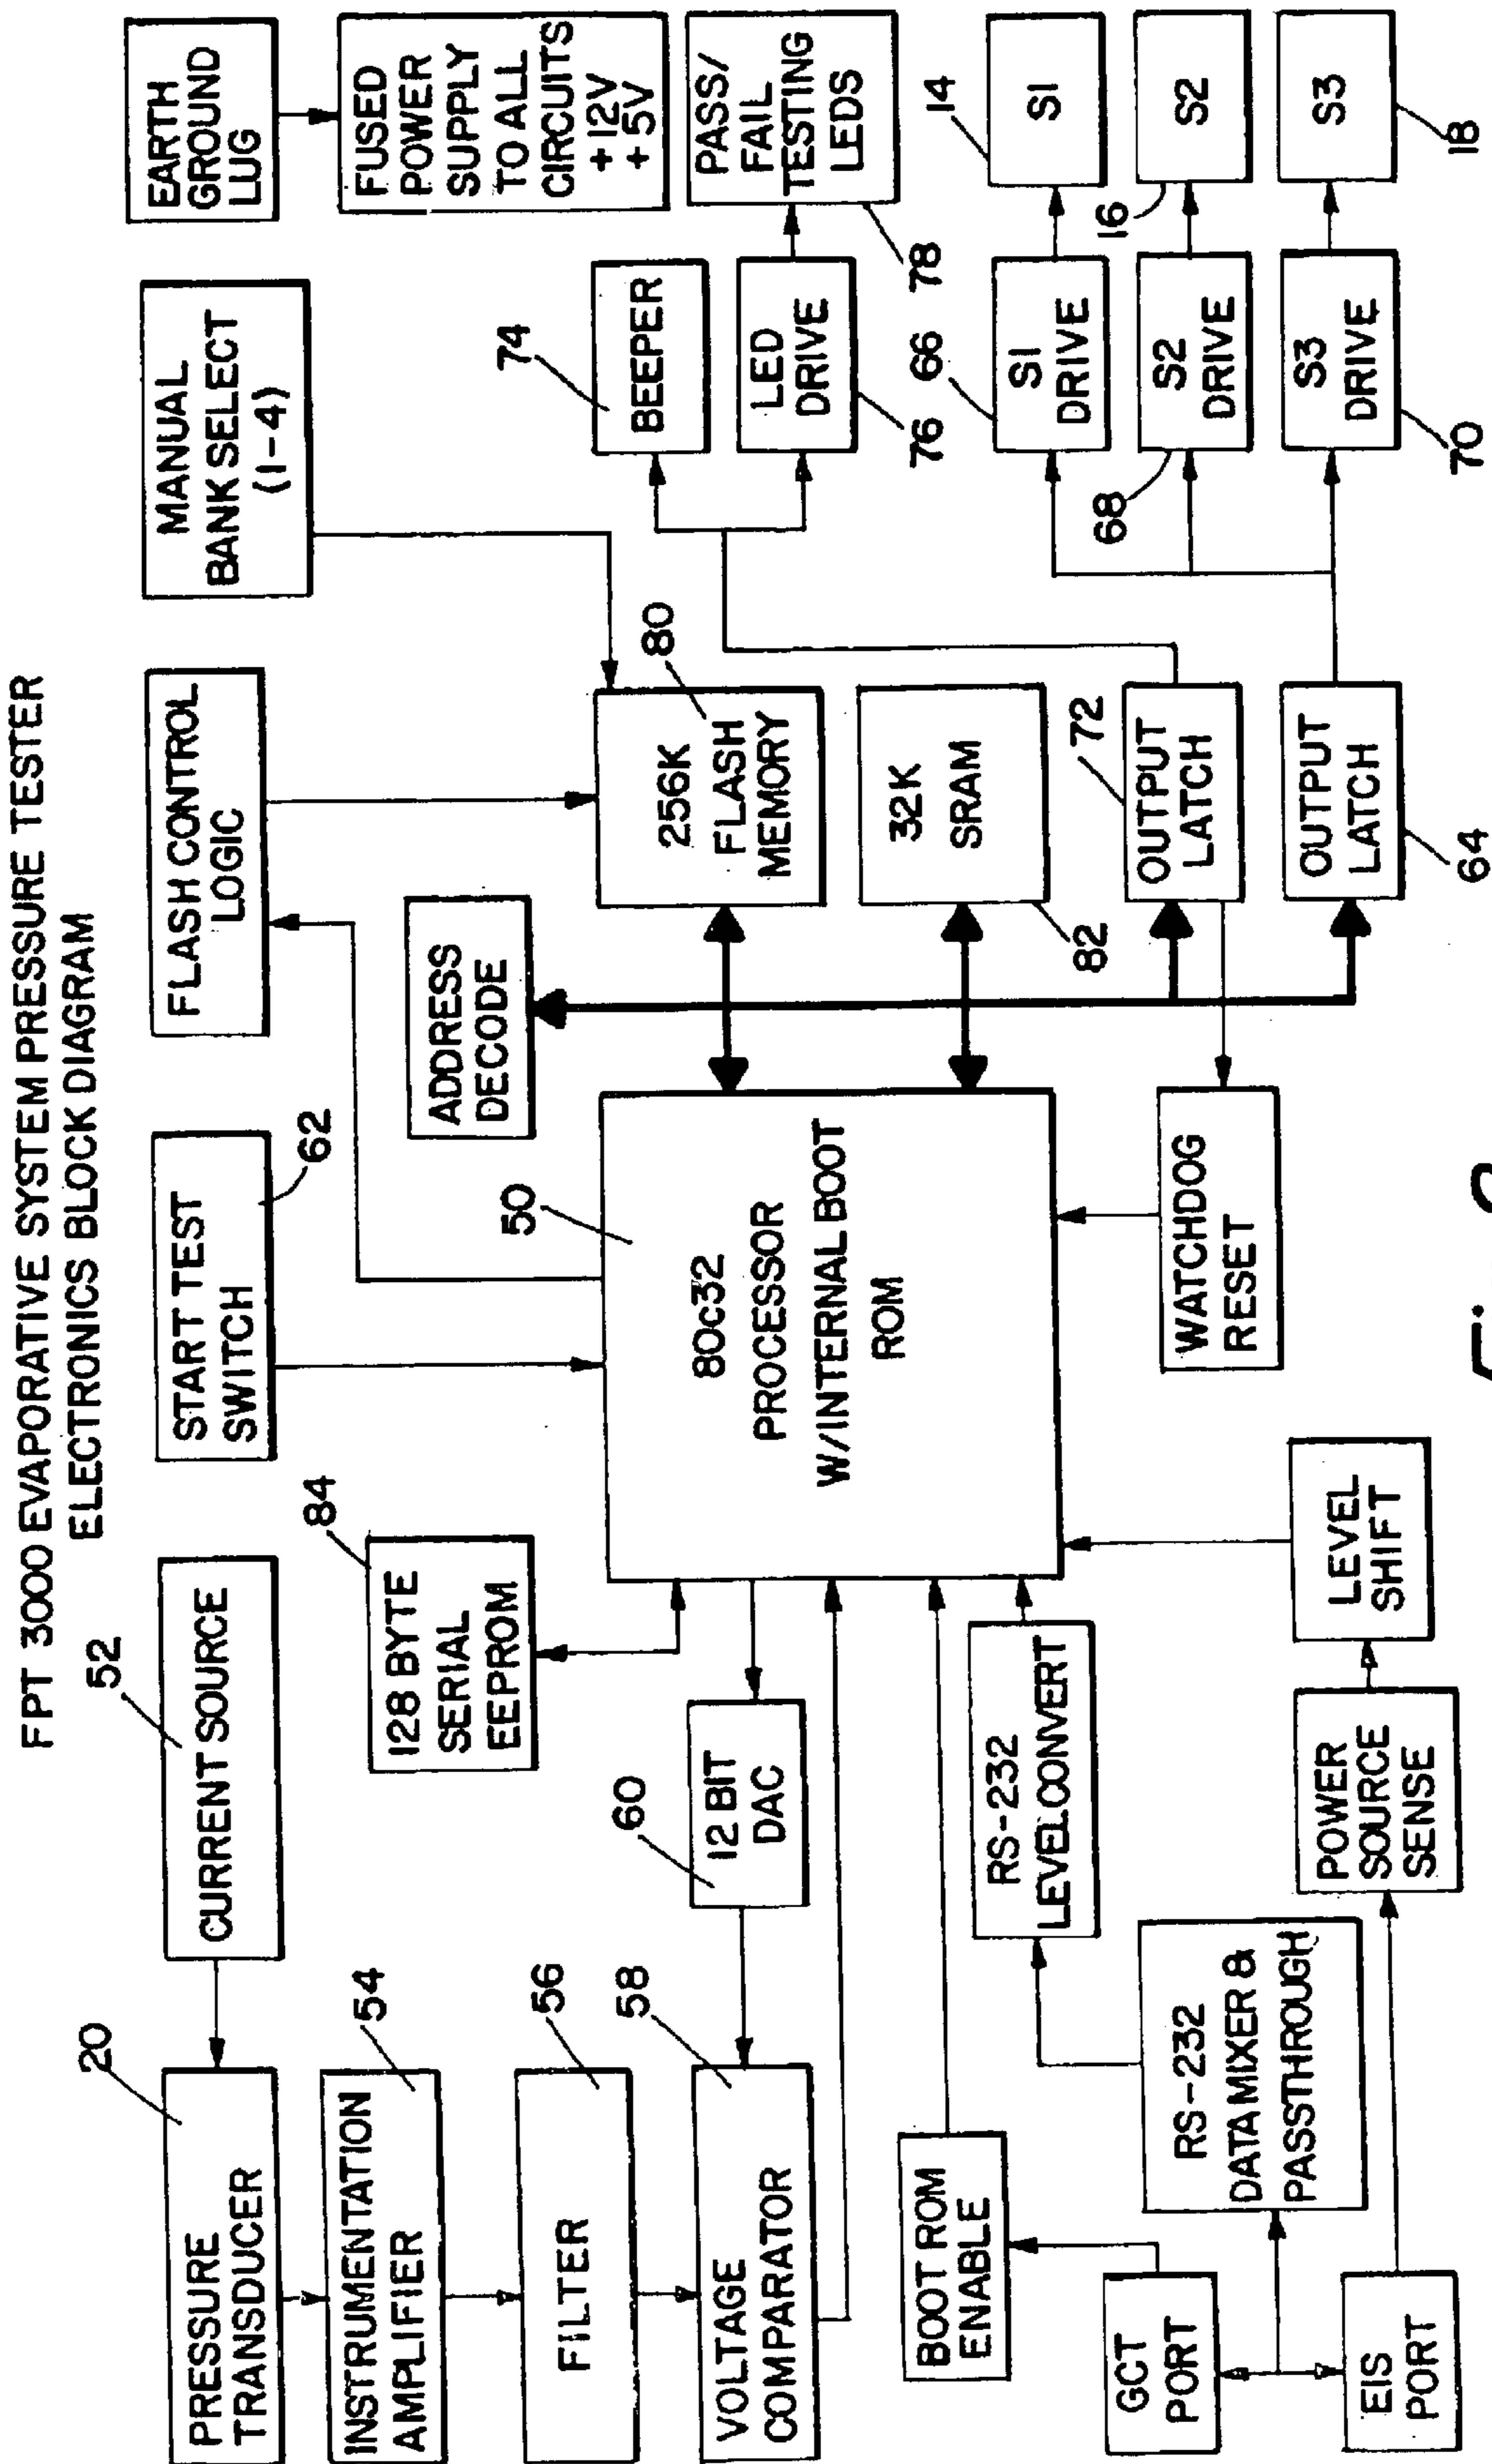 FPT 3000 EVAPORATIVE SYSTEM PRESSURE TESTER
ELECTRONICS BLOCK DIAGRAM
20
PRESSURE
TRANSDUCER
52
CURRENT SOURCE
START TEST
SWITCH
62
FLASH CONTROL
LOGIC
MANUAL
BANK SELECT
(1-4)
EARTH
GROUND
LUG
INSTRUMENTATION
AMPLIFIER
54
128 BYTE
SERIAL
EEPROM
84
ADDRESS
DECODE
FUSED
POWER
SUPPLY
TO ALL
CIRCUITS
+12V
+5V
FILTER
56
50
80c32
PROCESSOR
W/INTERNAL BOOT
ROM
256K
FLASH
MEMORY
80
74
BEEPER
PASS/
FAIL
TESTING
LEDS
78
VOLTAGE
COMPARATOR
58
60
12 BIT
DAC
LED
DRIVE
76
32K
SRAM
82
BOOT ROM
ENABLE
RS-232
LEVEL CONVERT
66
S1
DRIVE
14
S1
GCT
PORT
RS-232
DATA MIXER &
PASSTHROUGH
WATCHDOG
RESET
72
OUTPUT
LATCH
68
S2
DRIVE
16
S2
EIS
PORT
POWER
SOURCE
SENSE
LEVEL
SHIFT
OUTPUT
LATCH
64
S3
DRIVE
70
S3
18